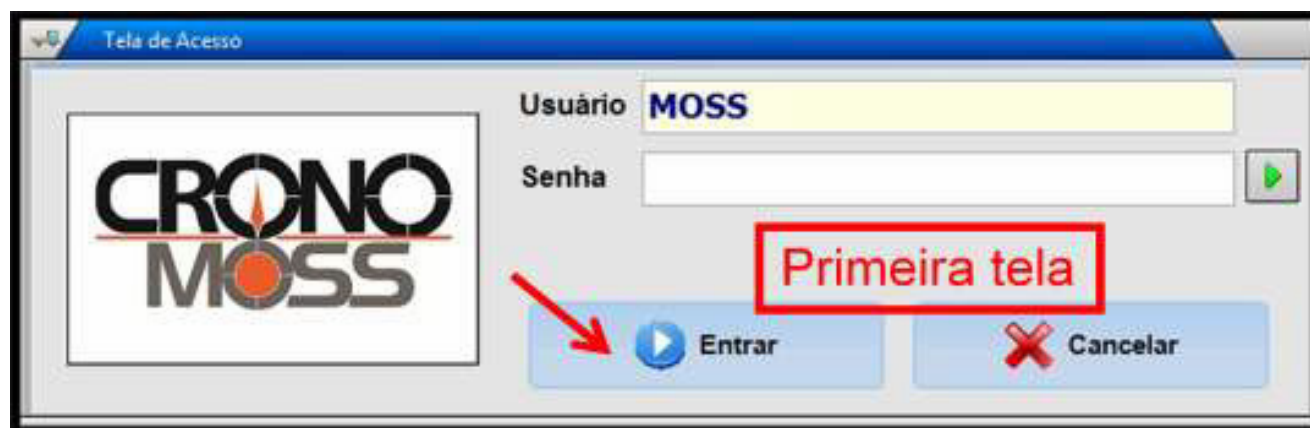 Tela de Acesso
Usuário MOSS
Senha
CRONO
MOSS
Primeira tela
Entrar
Cancelar